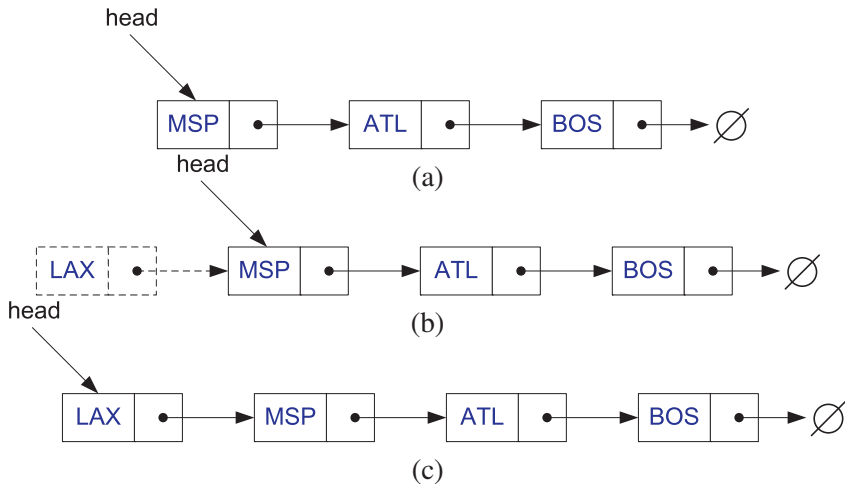 head
MSP ATL BOS ∅
(a)
head
LAX MSP ATL BOS ∅
(b)
head
LAX MSP ATL BOS ∅
(c)